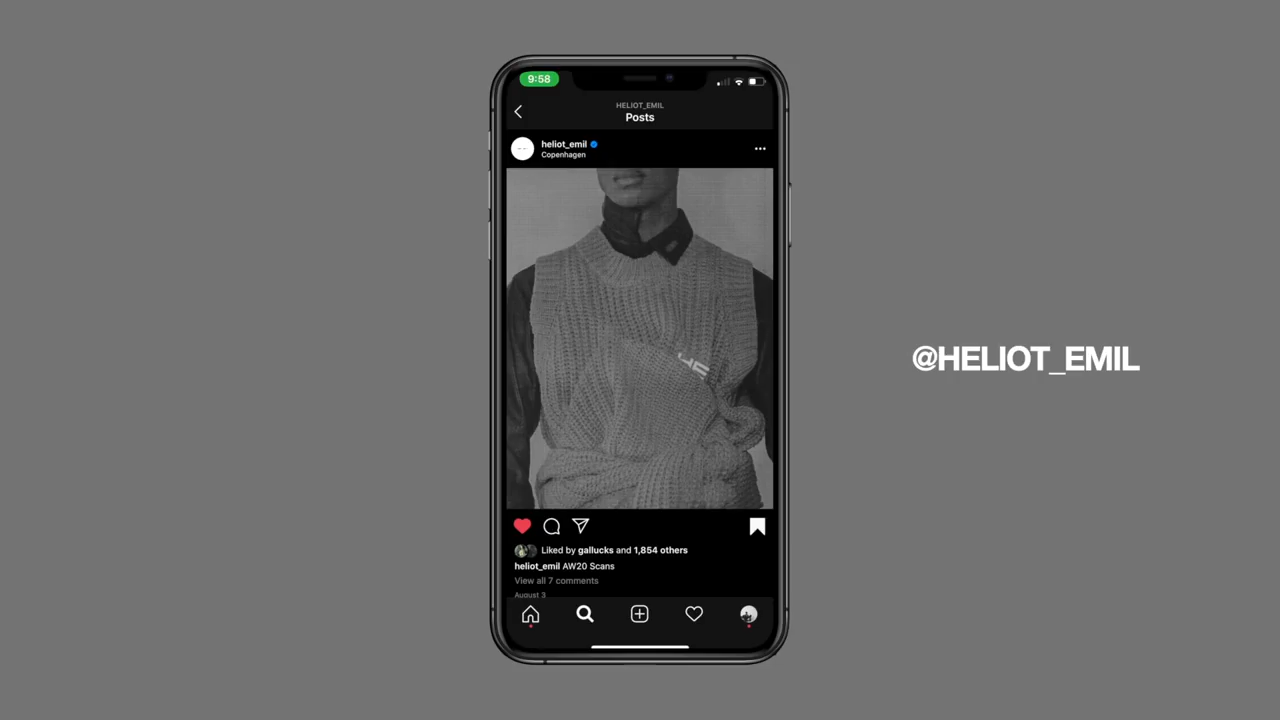 9:58
HELIOT_EMIL
Posts
heliot_emil
Copenhagen
@HELIOT_EMIL
Liked by gallucks and 1,854 others
heliot_emil AW20 Scans
View all 7 comments
August 3